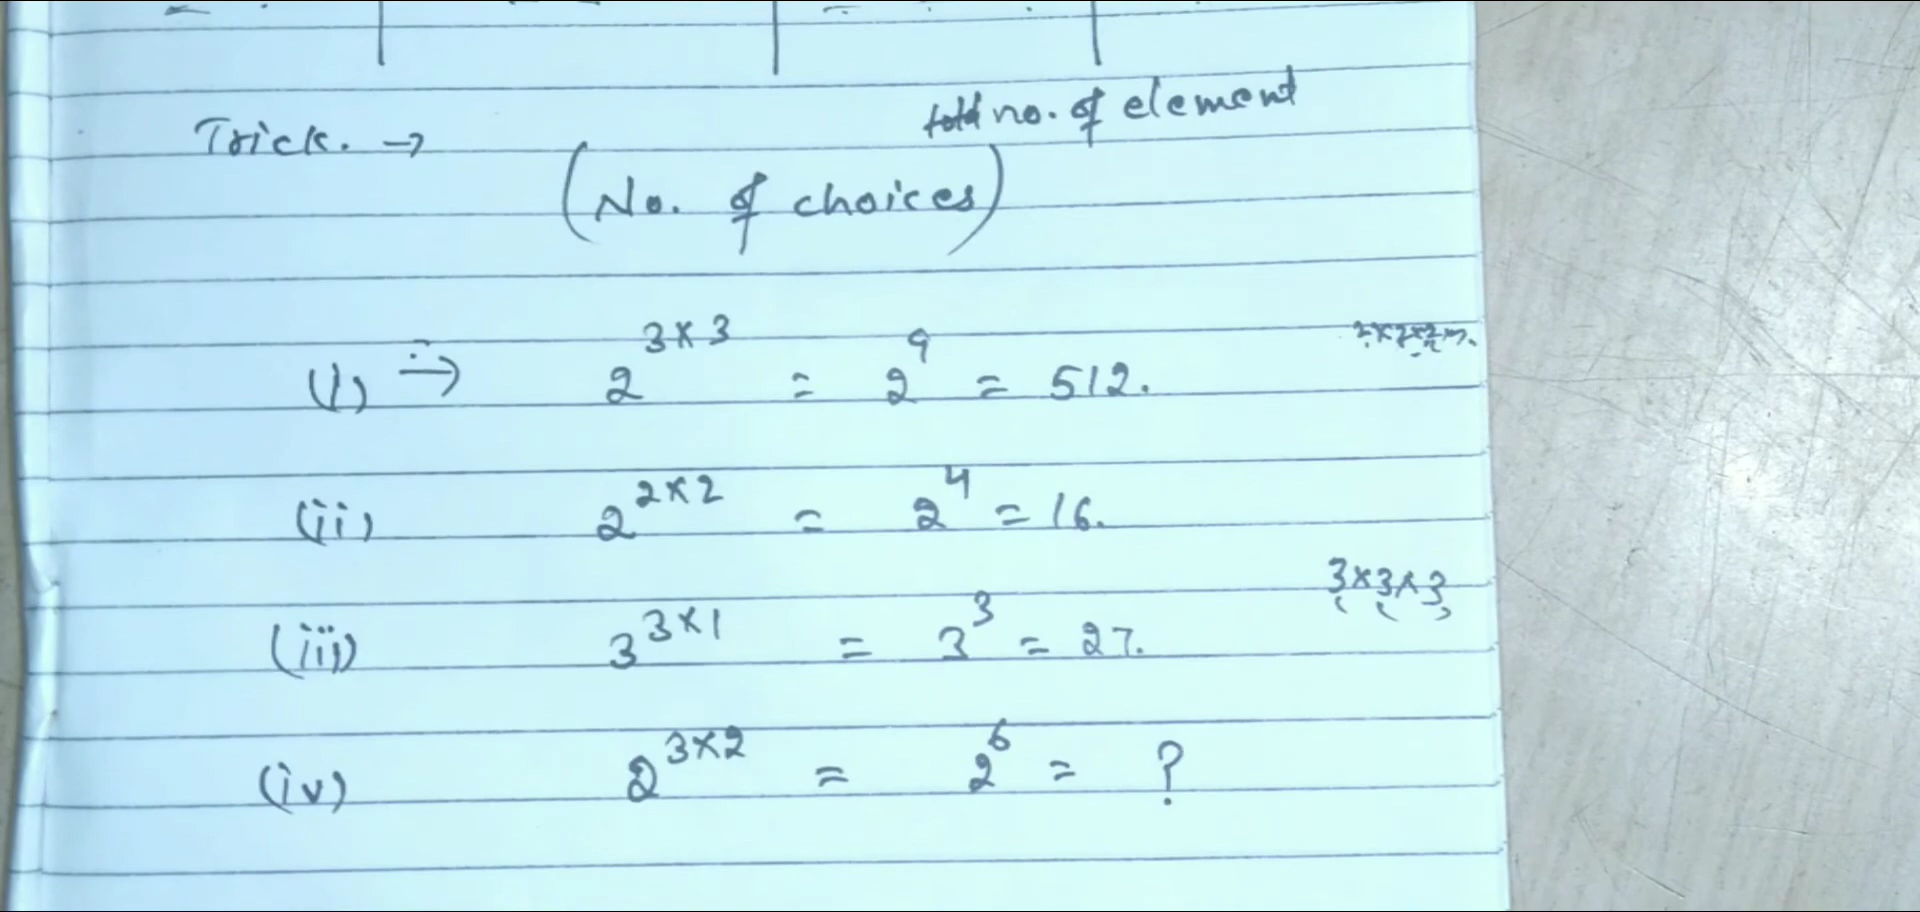 Trick. →
total no. of element
(No. of choices)
(i) ⇒ 2^{3×3} = 2^9 = 512.
(ii) 2^{2×2} = 2^4 = 16.
3×3×3
(iii) 3^{3×1} = 3^3 = 27.
(iv) 2^{3×2} = 2^6 = ?